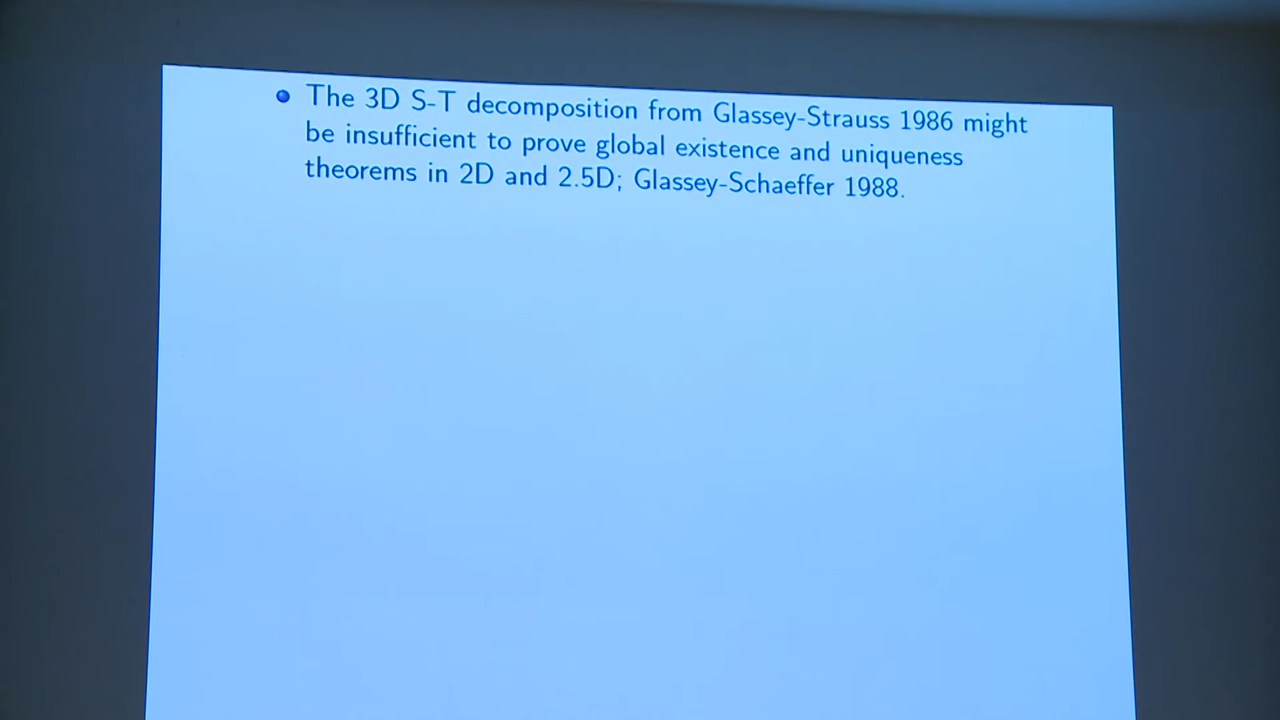 The 3D S-T decomposition from Glassey-Strauss 1986 might
be insufficient to prove global existence and uniqueness
theorems in 2D and 2.5D; Glassey-Schaeffer 1988.